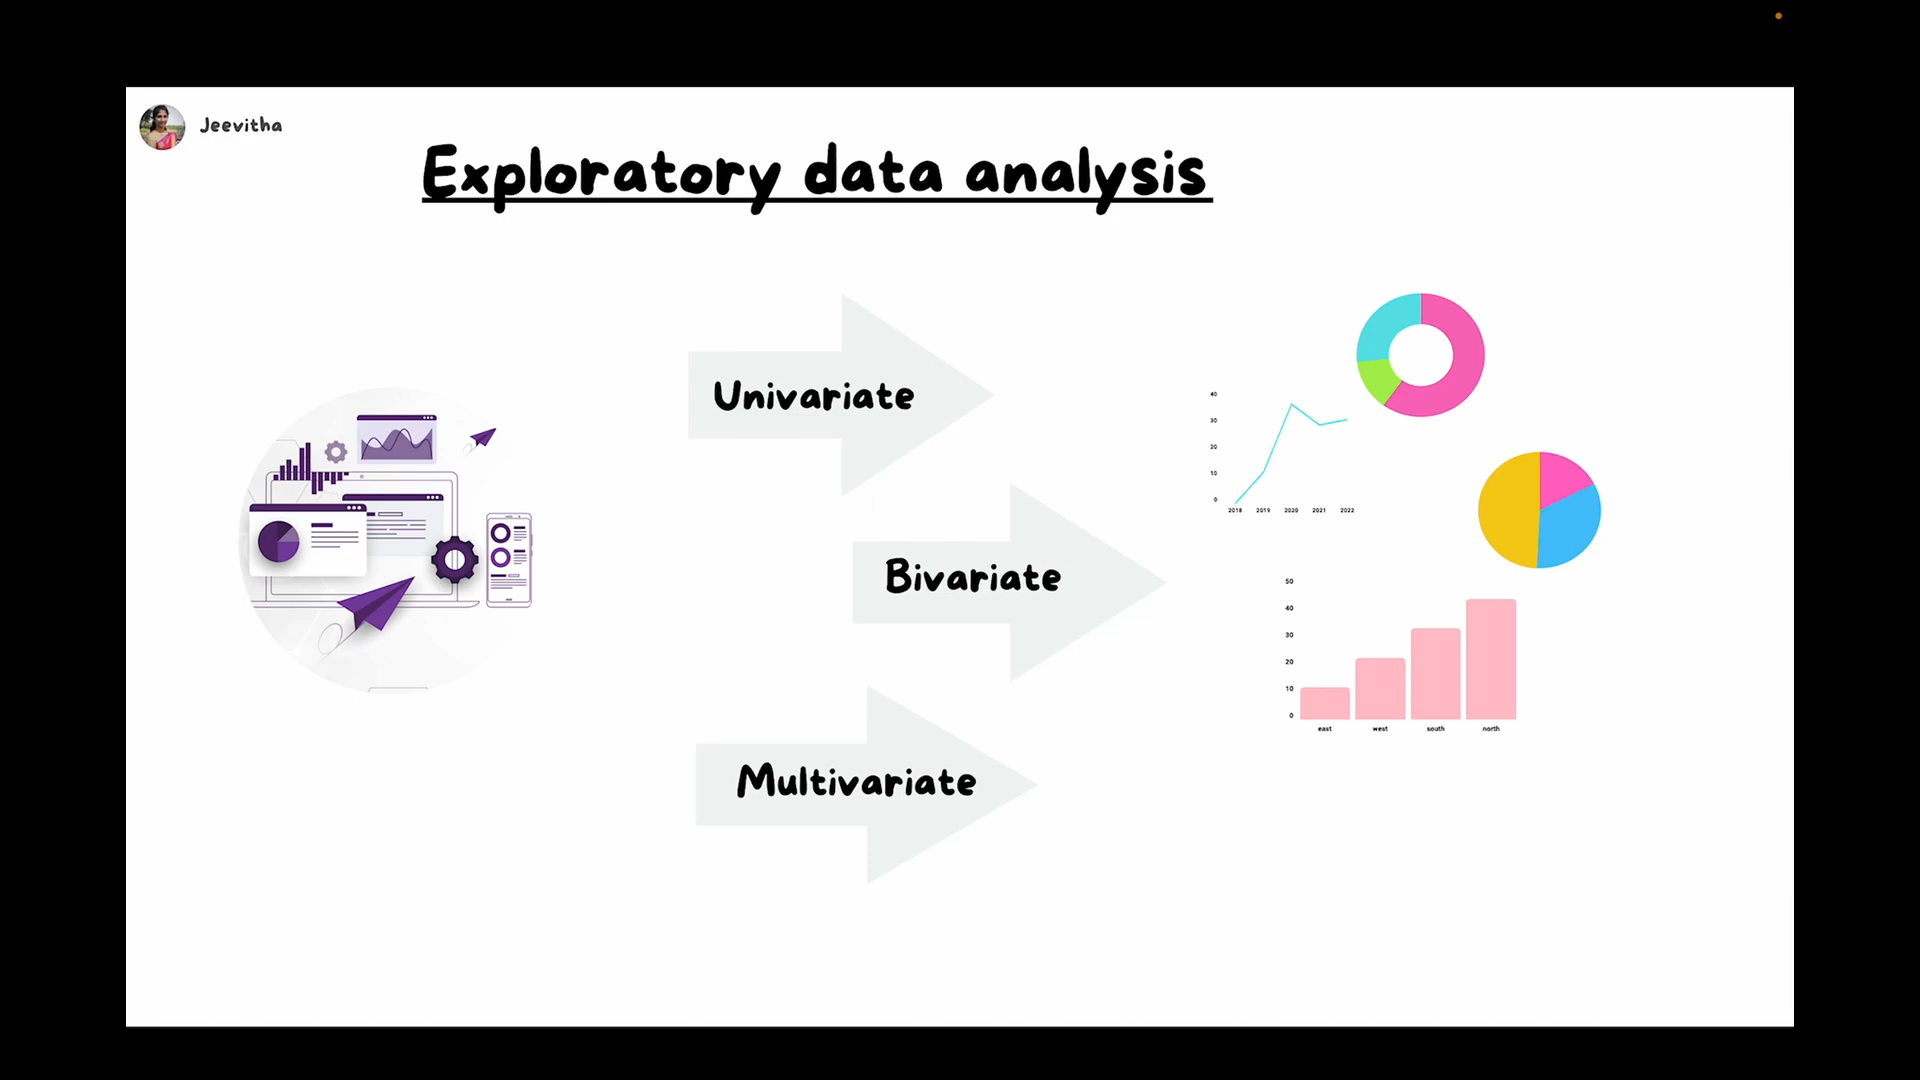 Jeevitha
Exploratory data analysis
Univariate
Bivariate
Multivariate
40
30
20
10
0
2018 2019 2020 2021 2022
50
40
30
20
10
0
east west south north